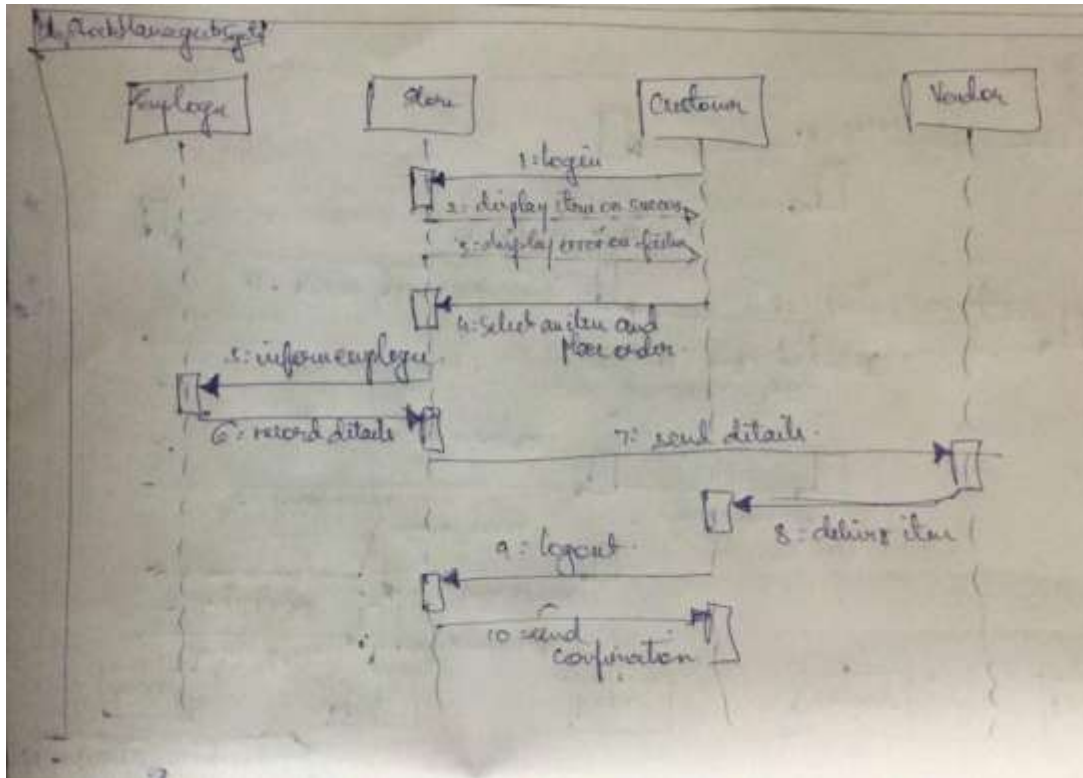 Employee
Store
Customer
Vendor
1: login
2: display item on success
3: display error on failure
4: select an item and
place order.
5: inform employee.
6: record details
7: send details.
8: deliver item
9: logout.
10: send
confirmation